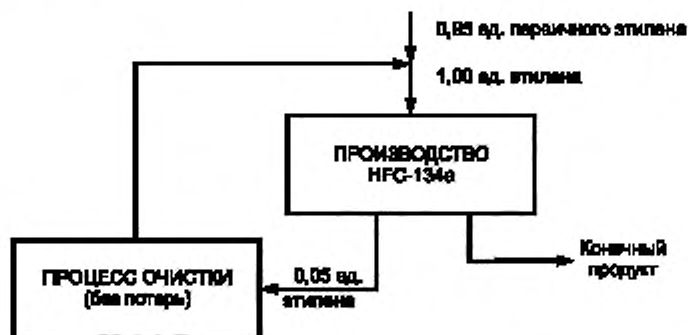 0,95 ед. первичного этилена
1,00 ед. этилена
ПРОИЗВОДСТВО
HFC-134a
Конечный
продукт
0,05 ед.
этилена
ПРОЦЕСС ОЧИСТКИ
(без потерь)